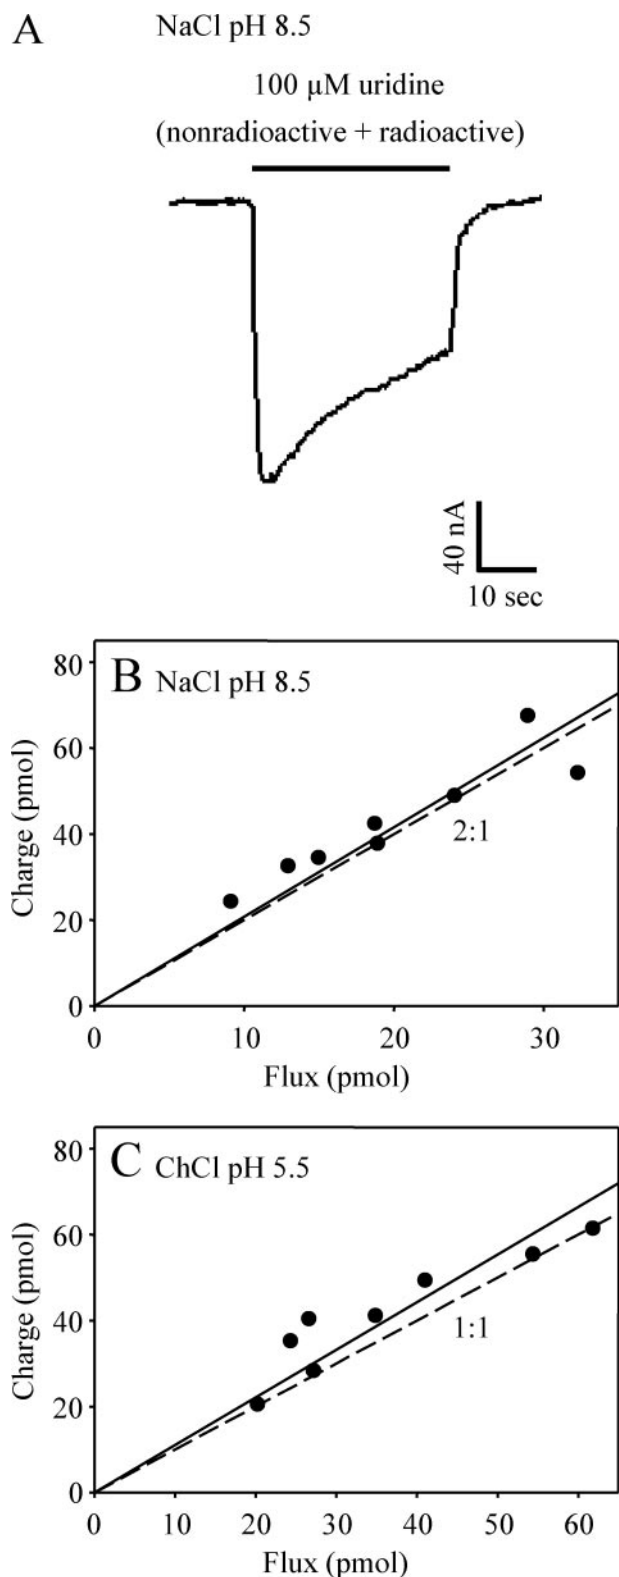 A NaCl pH 8.5
100 μM uridine
(nonradioactive + radioactive)
40 nA
10 sec
B NaCl pH 8.5
80
60
40
20
0
Charge (pmol)
2:1
0 10 20 30
Flux (pmol)
C ChCl pH 5.5
80
60
40
20
0
Charge (pmol)
1:1
0 10 20 30 40 50 60
Flux (pmol)